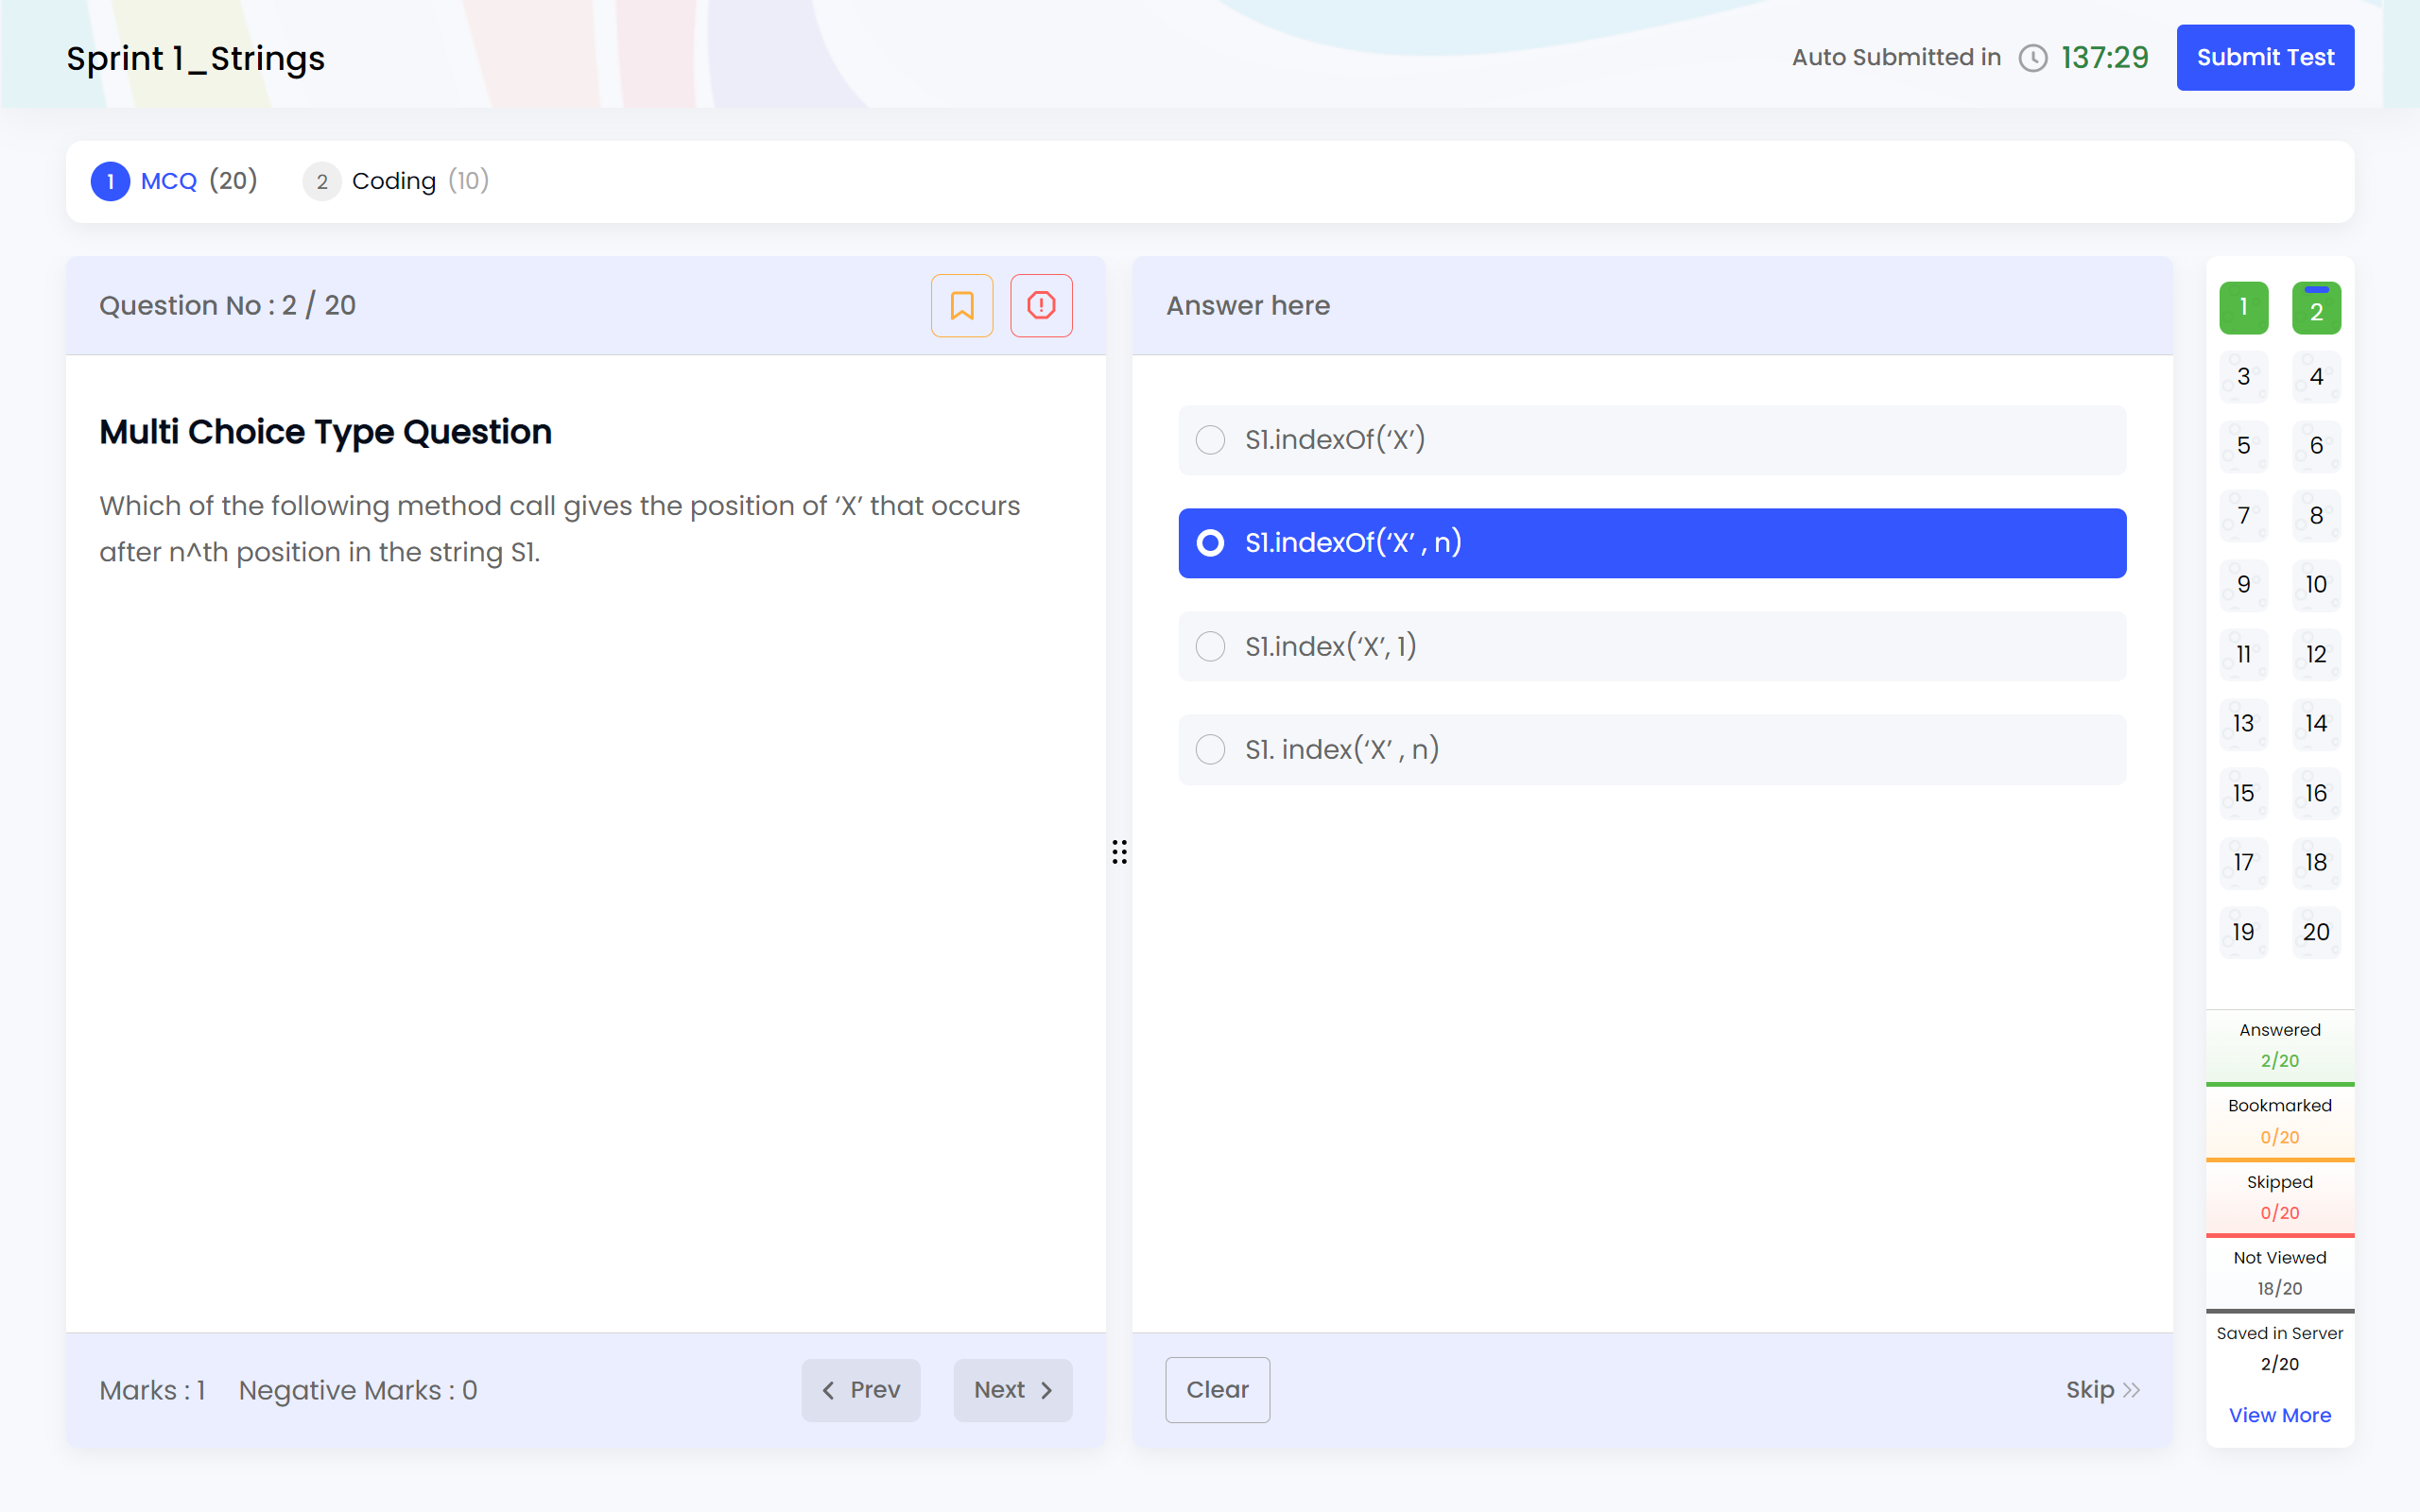 Sprint 1_Strings
Auto Submitted in 137:29
Submit Test
1 MCQ (20)
2 Coding (10)
Question No : 2 / 20
Multi Choice Type Question
Which of the following method call gives the position of ‘X’ that occurs
after n^th position in the string S1.
Marks : 1
Negative Marks : 0
Prev
Next
Answer here
S1.indexOf(‘X’)
S1.indexOf(‘X’ , n)
S1.index(‘X’, 1)
S1. index(‘X’ , n)
Clear
Skip
1 2
3 4
5 6
7 8
9 10
11 12
13 14
15 16
17 18
19 20
Answered
2/20
Bookmarked
0/20
Skipped
0/20
Not Viewed
18/20
Saved in Server
2/20
View More